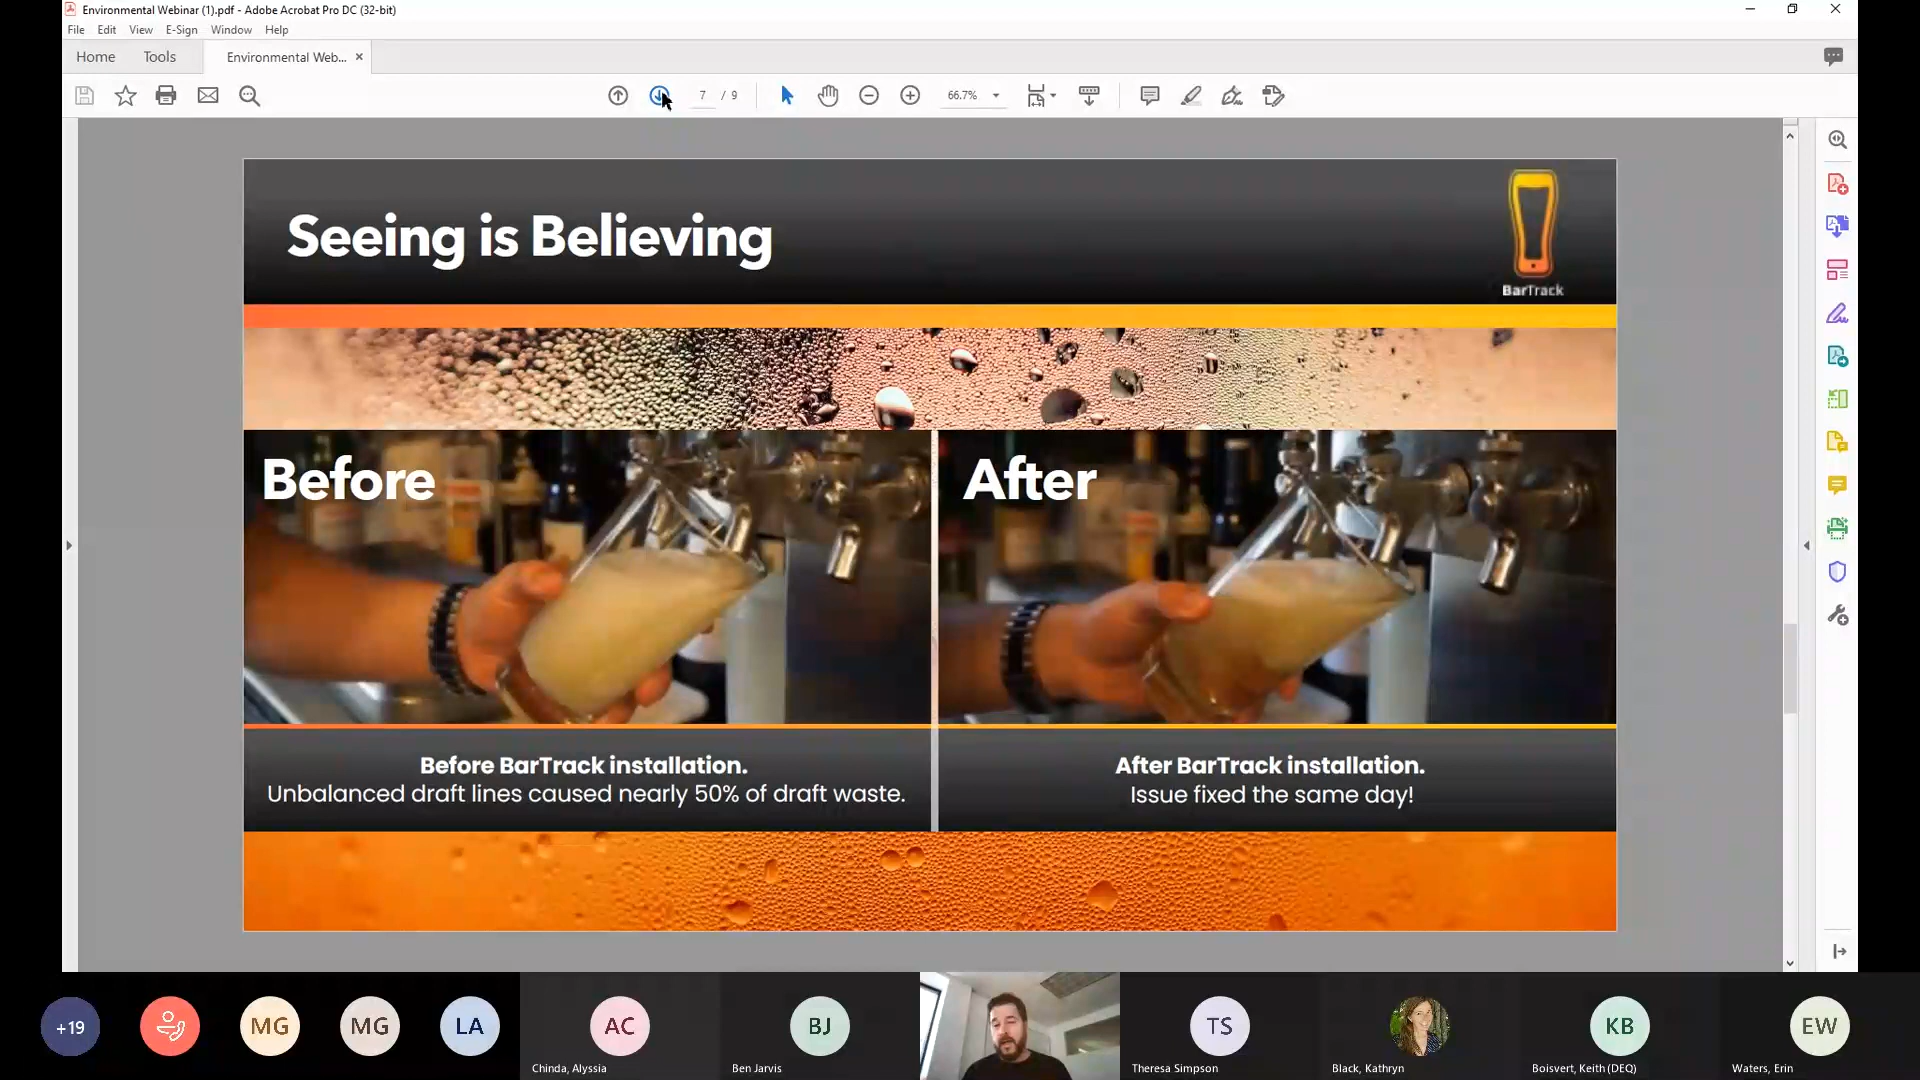 Environmental Webinar (1).pdf - Adobe Acrobat Pro DC (32-bit)
File Edit View E-Sign Window Help
Home Tools Environmental Web... ×
7 / 9 66.7%
Seeing is Believing
BarTrack
Before
After
Before BarTrack installation.
Unbalanced draft lines caused nearly 50% of draft waste.
After BarTrack installation.
Issue fixed the same day!
+19 MG MG LA AC BJ TS KB EW
Chinda, Alyssia Ben Jarvis Theresa Simpson Black, Kathryn Boisvert, Keith (DEQ) Waters, Erin